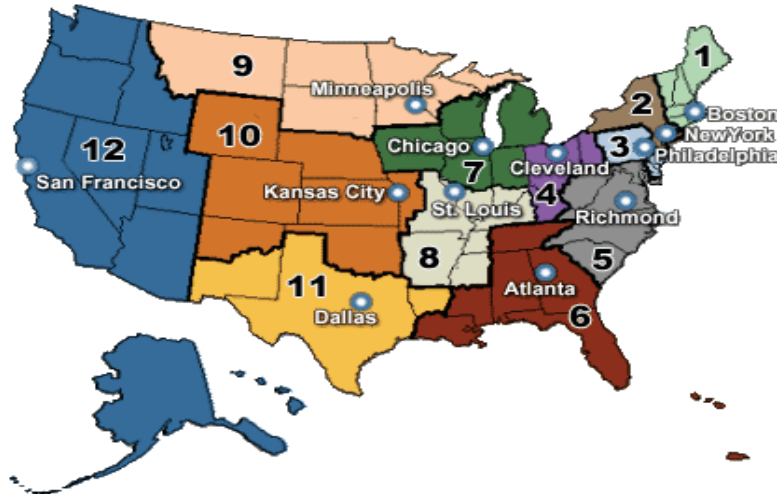 1
9
2
Minneapolis
Boston
10
NewYork
12
Chicago
3
Philadelphia
7
Cleveland
San Francisco
Kansas City
4
St. Louis
Richmond
8
5
11
Atlanta
Dallas
6